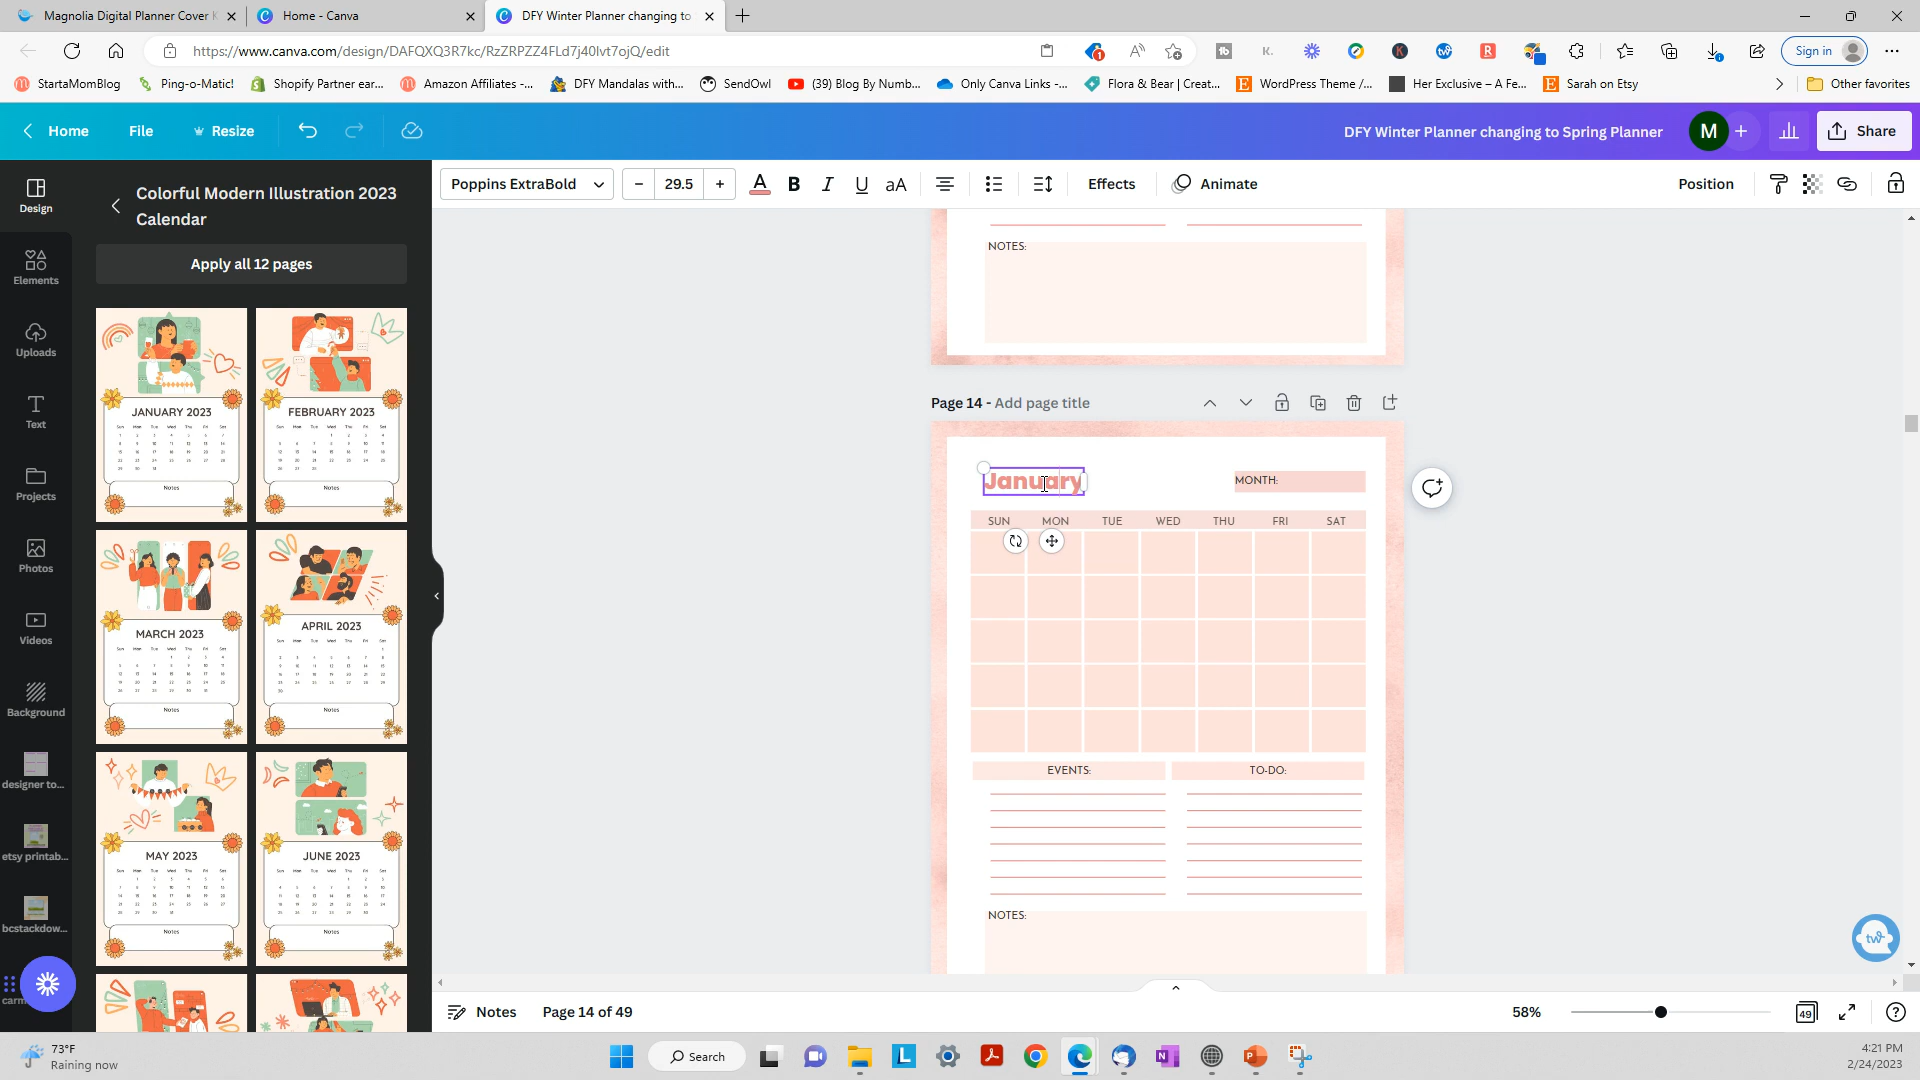 Magnolia Digital Planner Cover
Home - Canva
DFY Winter Planner changing to
https://www.canva.com/design/DAFQXQ3R7kc/RzZRPZZ4FLd7j40lvt7ojQ/edit
Sign in
StartaMomBlog
Ping-o-Matic!
Shopify Partner ear...
Amazon Affiliates -...
DFY Mandalas with...
SendOwl
(39) Blog By Numb...
Only Canva Links -...
Flora & Bear | Creat...
WordPress Theme /...
Her Exclusive – A Fe...
Sarah on Etsy
Other favorites
Home
File
Resize
DFY Winter Planner changing to Spring Planner
M
Share
Design
Elements
Uploads
Text
Projects
Photos
Videos
Background
designer to...
etsy printab...
bcstackdow...
Colorful Modern Illustration 2023
Calendar
Apply all 12 pages
JANUARY 2023
Notes
FEBRUARY 2023
Notes
MARCH 2023
Notes
APRIL 2023
Notes
MAY 2023
Notes
JUNE 2023
Notes
Poppins ExtraBold
29.5
A
B
I
U
aA
Effects
Animate
Position
NOTES:
Page 14 - Add page title
January
MONTH:
SUN MON TUE WED THU FRI SAT
EVENTS:
TO-DO:
NOTES:
Notes
Page 14 of 49
58%
49
73°F
Raining now
Search
4:21 PM
2/24/2023